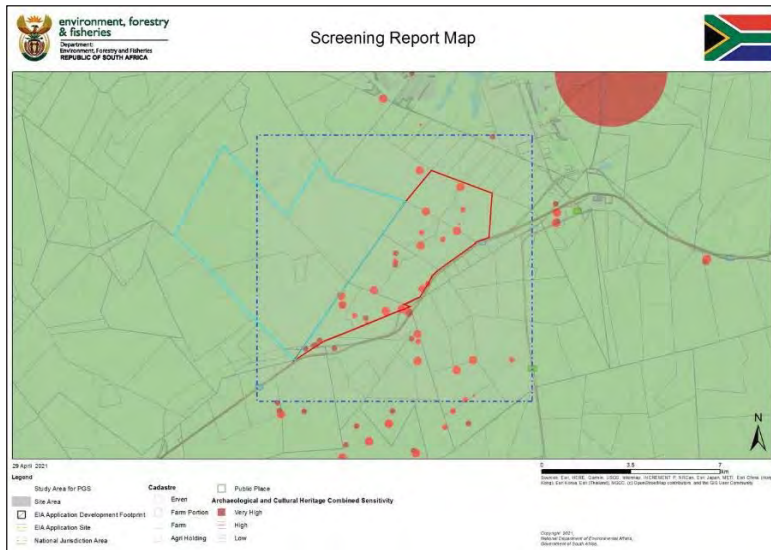 environment, forestry
& fisheries
Department:
Environment, Forestry and Fisheries
REPUBLIC OF SOUTH AFRICA
Screening Report Map
N
29 April 2021
Legend
Study Area for PGS
Site Area
EIA Application Development Footprint
EIA Application Site
National Jurisdiction Area
Cadastre
Erven
Farm Portion
Farm
Agri Holding
Public Place
Archaeological and Cultural Heritage Combined Sensitivity
Very High
High
Low
0 3.5 7
Km
Copyright 2021,
National Department of Environmental Affairs,
Government of South Africa.